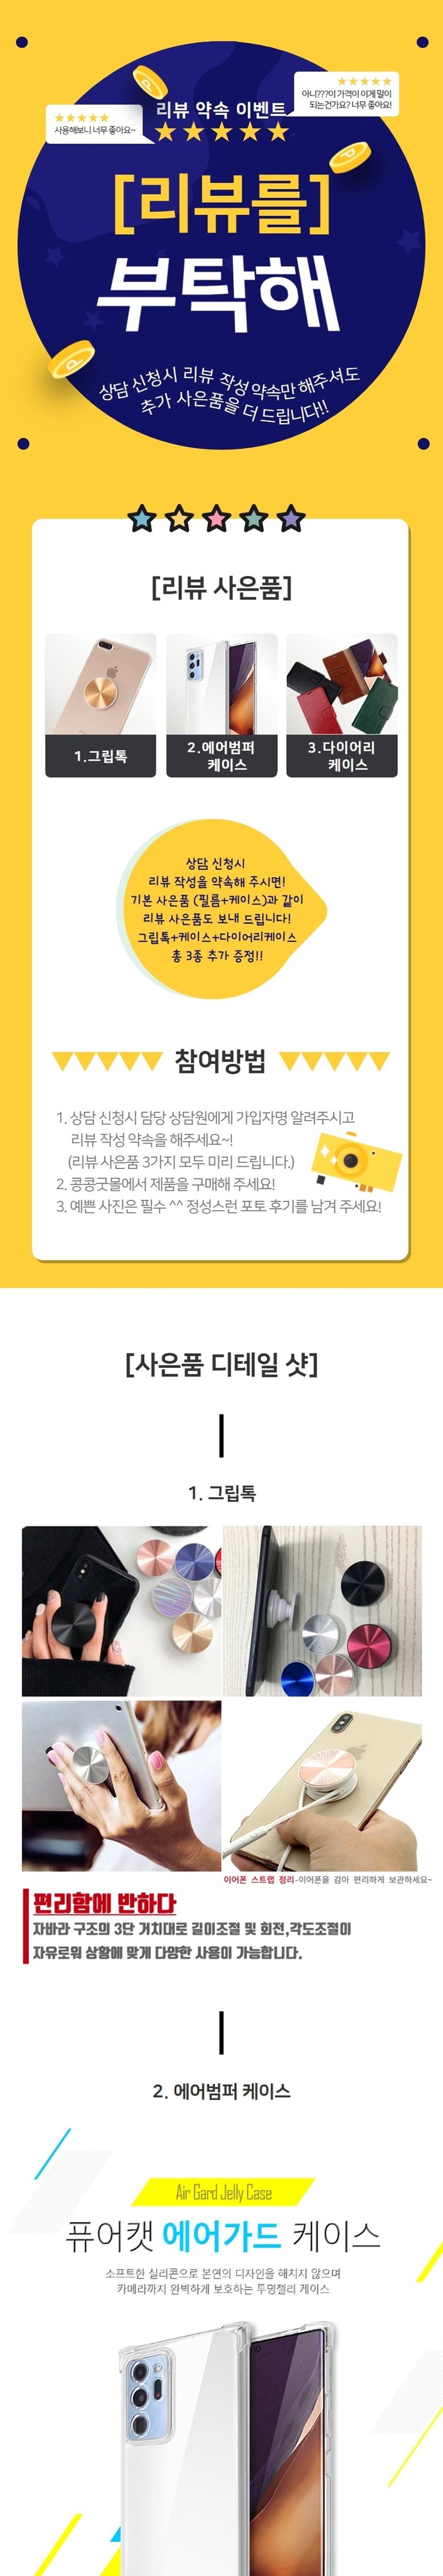 리뷰 약속 이벤트
★★★★★
아니???이 가격이 이게 말이
되는건가요? 너무 좋아요!
★★★★★
사용해보니 너무 좋아요~
★★★★★
[리뷰를]
부탁해
상담 신청시 리뷰 작성 약속만 해주셔도
추가 사은품을 더 드립니다!!
[리뷰 사은품]
1.그립톡
2.에어범퍼
케이스
3.다이어리
케이스
상담 신청시
리뷰 작성을 약속해 주시면!
기본 사은품 (필름+케이스)과 같이
리뷰 사은품도 보내 드립니다!
그립톡+케이스+다이어리케이스
총 3종 추가 증정!!
참여방법
1. 상담 신청시 담당 상담원에게 가입자명 알려주시고
리뷰 작성 약속을 해주세요~!
(리뷰 사은품 3가지 모두 미리 드립니다.)
2. 콩콩굿몰에서 제품을 구매해 주세요!
3. 예쁜 사진은 필수 ^^ 정성스런 포토 후기를 남겨 주세요!
[사은품 디테일 샷]
1. 그립톡
이어폰 스트랩 정리-이어폰을 감아 편리하게 보관하세요~
편리함에 반하다
자바라 구조의 3단 거치대로 길이조절 및 회전,각도조절이
자유로워 상황에 맞게 다양한 사용이 가능합니다.
2. 에어범퍼 케이스
Air Gard Jelly Case
퓨어캣 에어가드 케이스
소프트한 실리콘으로 본연의 디자인을 해치지 않으며
카메라까지 완벽하게 보호하는 투명젤리 케이스